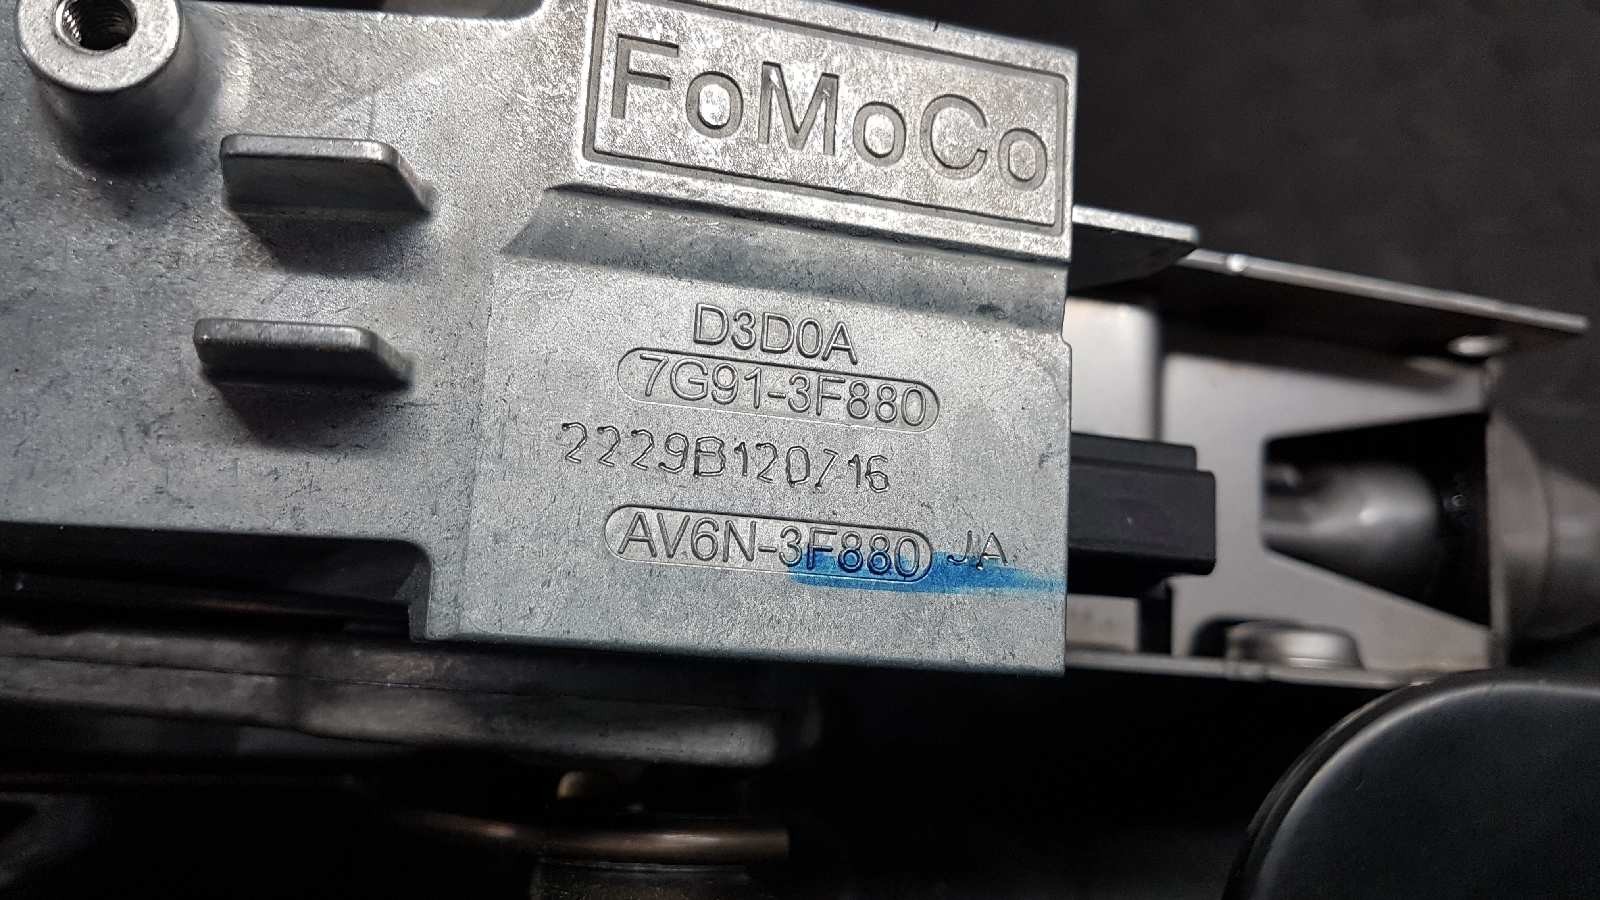 FoMoCo
D3D0A
7G91-3F880
2229B120716
AV6N-3F880 JA